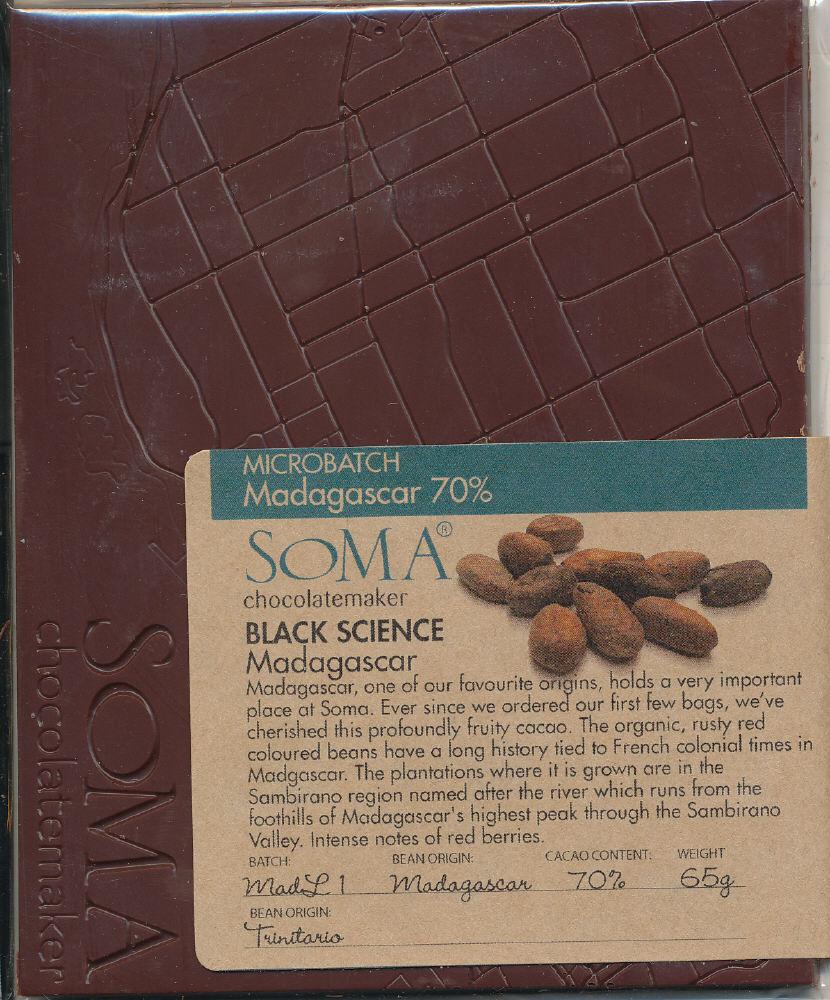 MICROBATCH
Madagascar 70%
SOMA®
chocolatemaker
BLACK SCIENCE
Madagascar
Madagascar, one of our favourite origins, holds a very important
place at Soma. Ever since we ordered our first few bags, we've
cherished this profoundly fruity cacao. The organic, rusty red
coloured beans have a long history tied to French colonial times in
Madgascar. The plantations where it is grown are in the
Sambirano region named after the river which runs from the
foothills of Madagascar's highest peak through the Sambirano
Valley. Intense notes of red berries.
BATCH: BEAN ORIGIN: CACAO CONTENT: WEIGHT
MadL 1 Madagascar 70% 65g
BEAN ORIGIN:
Trinitario
SOMA
chocolatemaker